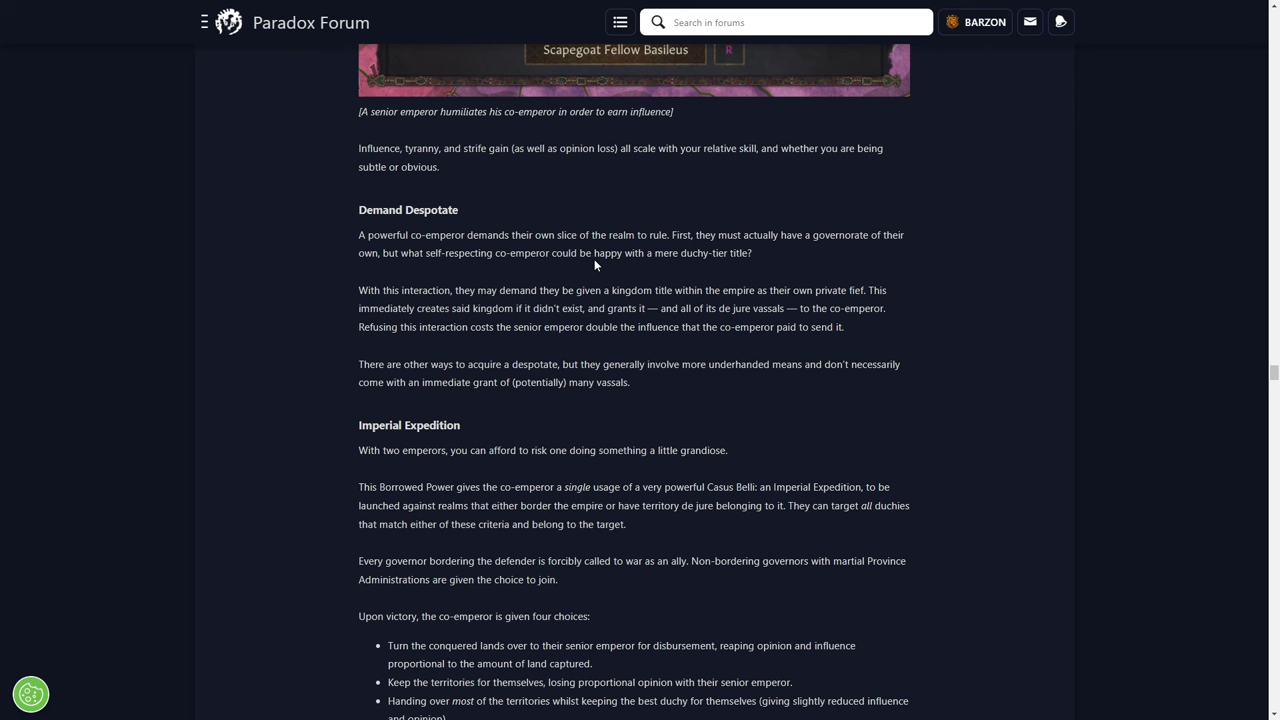 Paradox Forum
Search in forums
BARZON
Scapegoat Fellow Basileus
R
[A senior emperor humiliates his co-emperor in order to earn influence]
Influence, tyranny, and strife gain (as well as opinion loss) all scale with your relative skill, and whether you are being
subtle or obvious.
Demand Despotate
A powerful co-emperor demands their own slice of the realm to rule. First, they must actually have a governorate of their
own, but what self-respecting co-emperor could be happy with a mere duchy-tier title?
With this interaction, they may demand they be given a kingdom title within the empire as their own private fief. This
immediately creates said kingdom if it didn't exist, and grants it — and all of its de jure vassals — to the co-emperor.
Refusing this interaction costs the senior emperor double the influence that the co-emperor paid to send it.
There are other ways to acquire a despotate, but they generally involve more underhanded means and don't necessarily
come with an immediate grant of (potentially) many vassals.
Imperial Expedition
With two emperors, you can afford to risk one doing something a little grandiose.
This Borrowed Power gives the co-emperor a single usage of a very powerful Casus Belli: an Imperial Expedition, to be
launched against realms that either border the empire or have territory de jure belonging to it. They can target all duchies
that match either of these criteria and belong to the target.
Every governor bordering the defender is forcibly called to war as an ally. Non-bordering governors with martial Province
Administrations are given the choice to join.
Upon victory, the co-emperor is given four choices:
• Turn the conquered lands over to their senior emperor for disbursement, reaping opinion and influence
proportional to the amount of land captured.
• Keep the territories for themselves, losing proportional opinion with their senior emperor.
• Handing over most of the territories whilst keeping the best duchy for themselves (giving slightly reduced influence
and opinion)